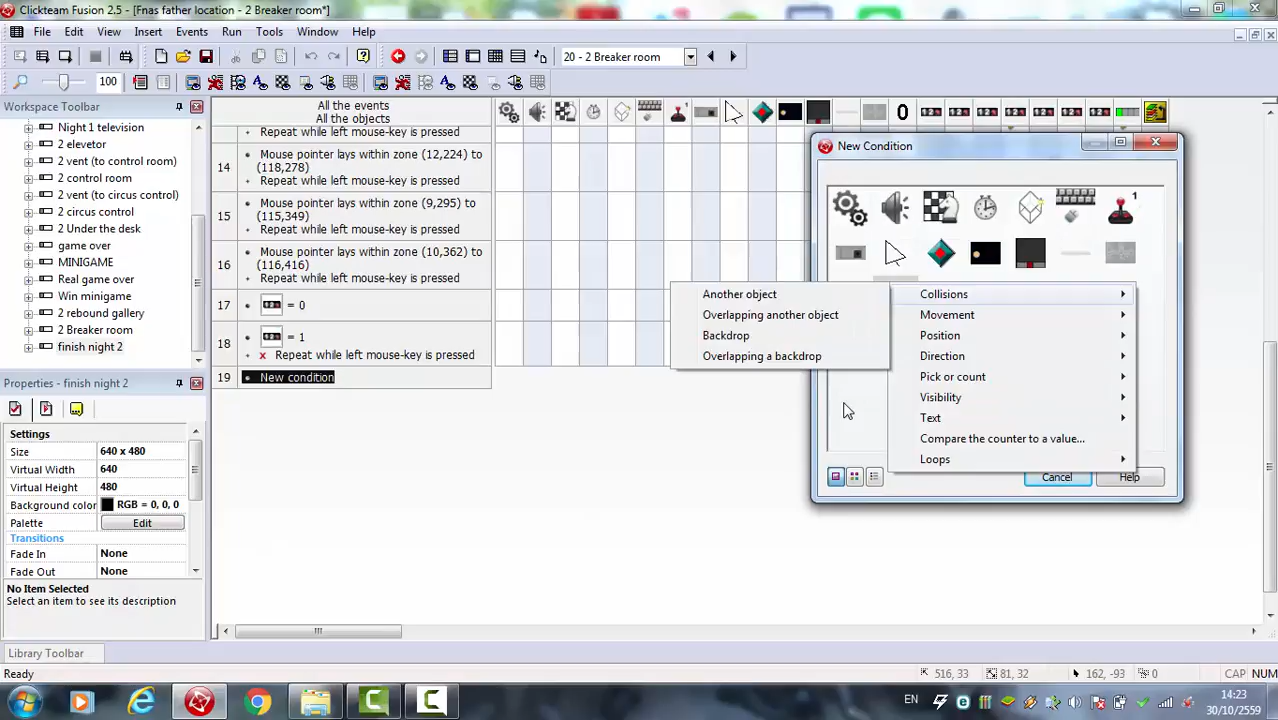 Clickteam Fusion 2.5 - [Fnas father location - 2 Breaker room*]
File Edit View Insert Events Run Tools Window Help
20 - 2 Breaker room
100
Workspace Toolbar
Night 1 television
2 elevator
2 vent (to control room)
2 control room
2 vent (to circus control)
2 circus control
2 Under the desk
game over
MINIGAME
Real game over
Win minigame
2 rebound gallery
2 Breaker room
finish night 2
Properties - finish night 2
Settings
Size 640 x 480
Virtual Width 640
Virtual Height 480
Background color RGB = 0, 0, 0
Palette Edit
Transitions
Fade In None
Fade Out None
No Item Selected
Select an item to see its description
Library Toolbar
All the events
All the objects
Repeat while left mouse-key is pressed
14 Mouse pointer lays within zone (12,224) to
(118,278)
Repeat while left mouse-key is pressed
15 Mouse pointer lays within zone (9,295) to
(115,349)
Repeat while left mouse-key is pressed
16 Mouse pointer lays within zone (10,362) to
(116,416)
Repeat while left mouse-key is pressed
17 = 0
18 = 1
X Repeat while left mouse-key is pressed
19 New condition
New Condition
Another object
Overlapping another object
Backdrop
Overlapping a backdrop
Collisions
Movement
Position
Direction
Pick or count
Visibility
Text
Compare the counter to a value...
Loops
Cancel Help
Ready
516, 33 81, 32 162, -93 0 CAP NUM
EN
14:23
30/10/2559